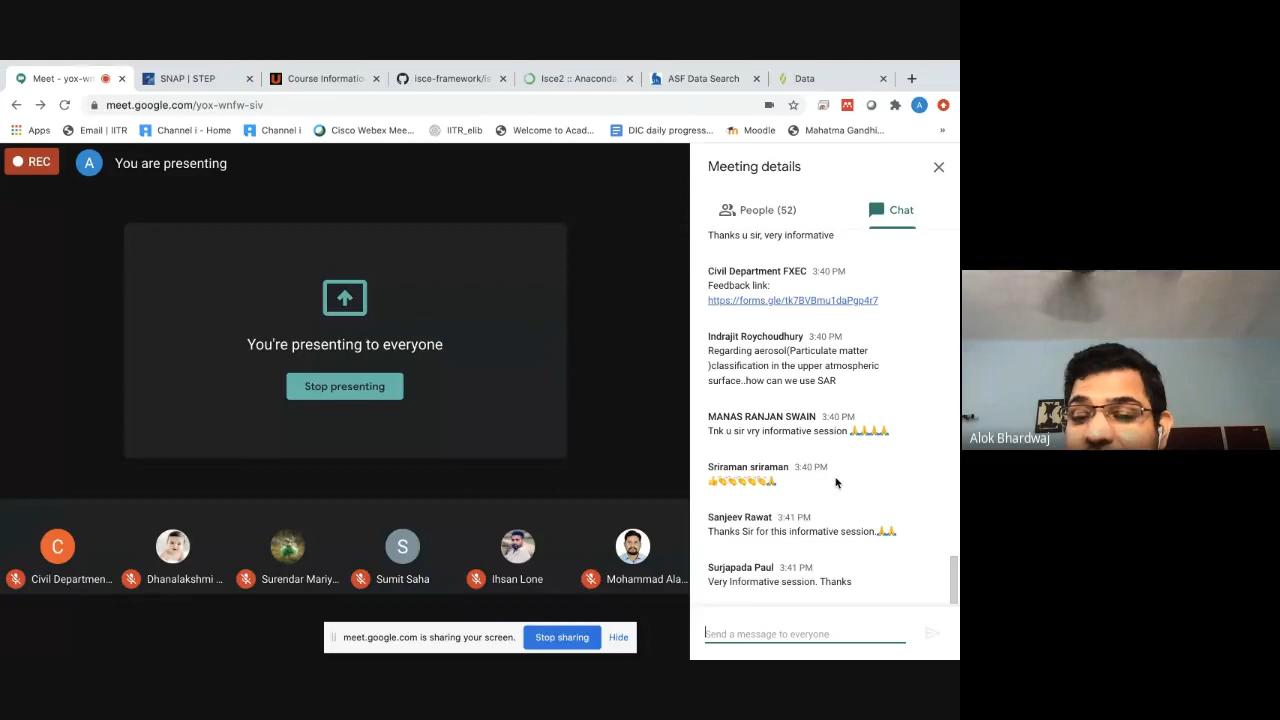 Meet - yox-wn
SNAP | STEP
Course Informatio
isce-framework/is
Isce2 :: Anaconda
ASF Data Search
Data
meet.google.com/yox-wnfw-siv
A
Apps
Email | IITR
Channel i - Home
Channel i
Cisco Webex Mee...
IITR_elib
Welcome to Acad...
DIC daily progress...
Moodle
Mahatma Gandhi...
»
REC
A
You are presenting
You're presenting to everyone
Stop presenting
C
Civil Departmen...
Dhanalakshmi ...
Surendar Mariy...
S
Sumit Saha
Ihsan Lone
Mohammad Ala...
meet.google.com is sharing your screen.
Stop sharing
Hide
Meeting details
People (52)
Chat
Thanks u sir, very informative
Civil Department FXEC 3:40 PM
Feedback link:
https://forms.gle/tk7BVBmu1daPgp4r7
Indrajit Roychoudhury 3:40 PM
Regarding aerosol(Particulate matter
)classification in the upper atmospheric
surface..how can we use SAR
MANAS RANJAN SWAIN 3:40 PM
Tnk u sir vry informative session 🙏🙏🙏🙏
Sriraman sriraman 3:40 PM
👍👏👏👏👏👏🙏
Sanjeev Rawat 3:41 PM
Thanks Sir for this informative session.🙏🙏
Surjapada Paul 3:41 PM
Very Informative session. Thanks
Send a message to everyone
Alok Bhardwaj